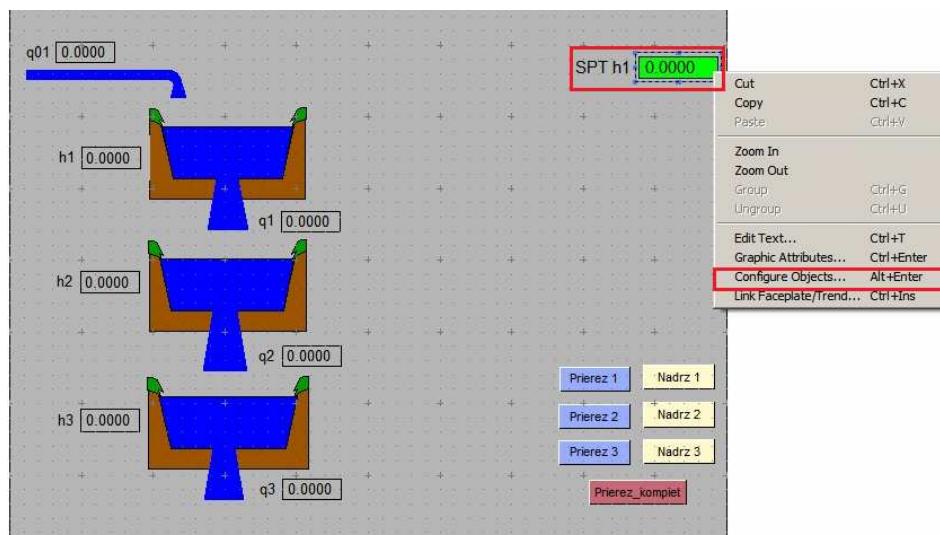 q01 0.0000
SPT h1 0.0000
Cut Ctrl+X
Copy Ctrl+C
Paste Ctrl+V
Zoom In
Zoom Out
Group Ctrl+G
Ungroup Ctrl+U
Edit Text... Ctrl+T
Graphic Attributes... Ctrl+Enter
Configure Objects... Alt+Enter
Link Faceplate/Trend... Ctrl+Ins
h1 0.0000
q1 0.0000
h2 0.0000
q2 0.0000
h3 0.0000
q3 0.0000
Prierez 1 Nadrz 1
Prierez 2 Nadrz 2
Prierez 3 Nadrz 3
Prierez_komplet